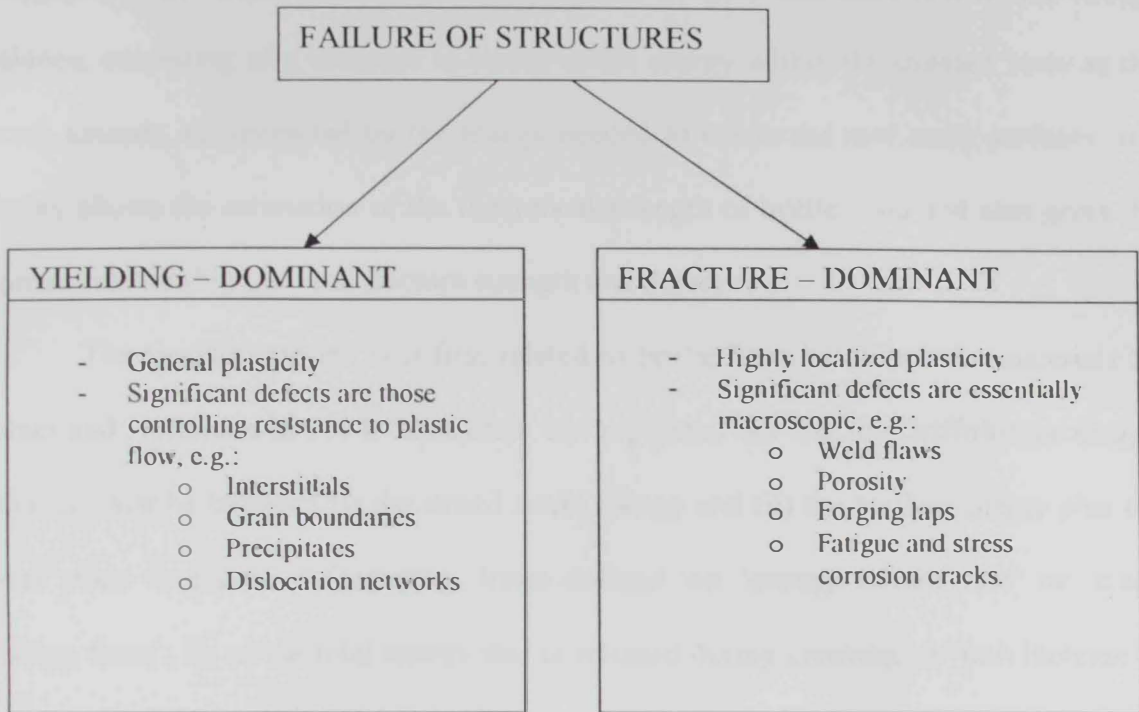 FAILURE OF STRUCTURES
YIELDING – DOMINANT
- General plasticity
- Significant defects are those
controlling resistance to plastic
flow, e.g.:
o Interstittals
o Grain boundaries
o Precipitates
o Dislocation networks
FRACTURE – DOMINANT
- Highly localized plasticity
- Significant defects are essentially
macroscopic, e.g.:
o Weld flaws
o Porosity
o Forging laps
o Fatigue and stress
corrosion cracks.